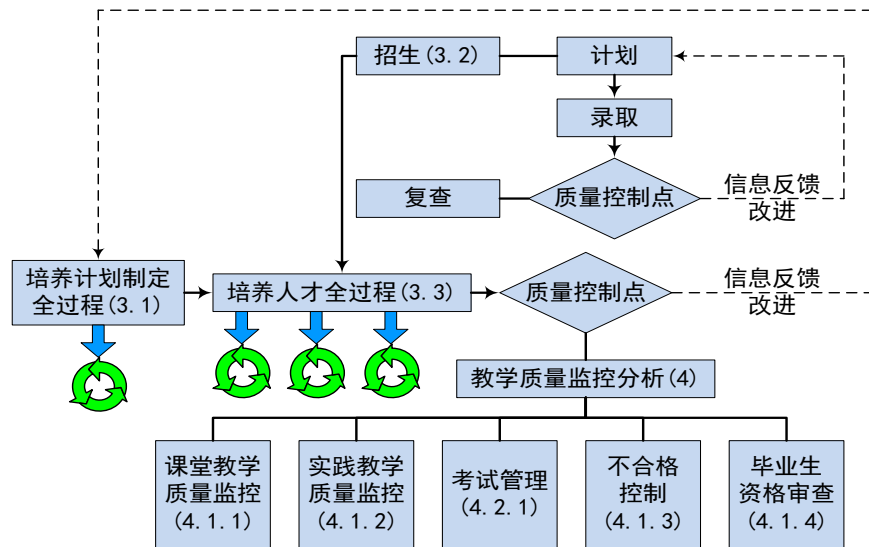 招生(3.2)
计划
录取
复查
质量控制点
信息反馈
改进
培养计划制定
全过程(3.1)
培养人才全过程(3.3)
质量控制点
信息反馈
改进
教学质量监控分析(4)
课堂教学
质量监控
(4.1.1)
实践教学
质量监控
(4.1.2)
考试管理
(4.2.1)
不合格
控制
(4.1.3)
毕业生
资格审查
(4.1.4)